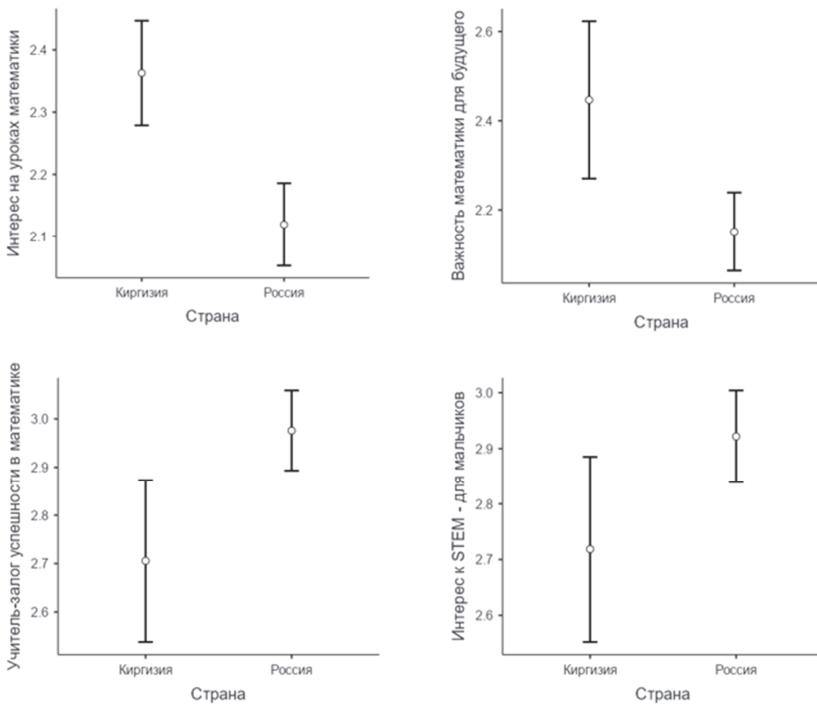 Интерес на уроках математики
2.4
2.3
2.2
2.1
Киргизия Россия
Страна
Важность математики для будущего
2.6
2.4
2.2
Киргизия Россия
Страна
Учитель-залог успешности в математике
3.0
2.9
2.8
2.7
2.6
Киргизия Россия
Страна
Интерес к STEM - для мальчиков
3.0
2.9
2.8
2.7
2.6
Киргизия Россия
Страна